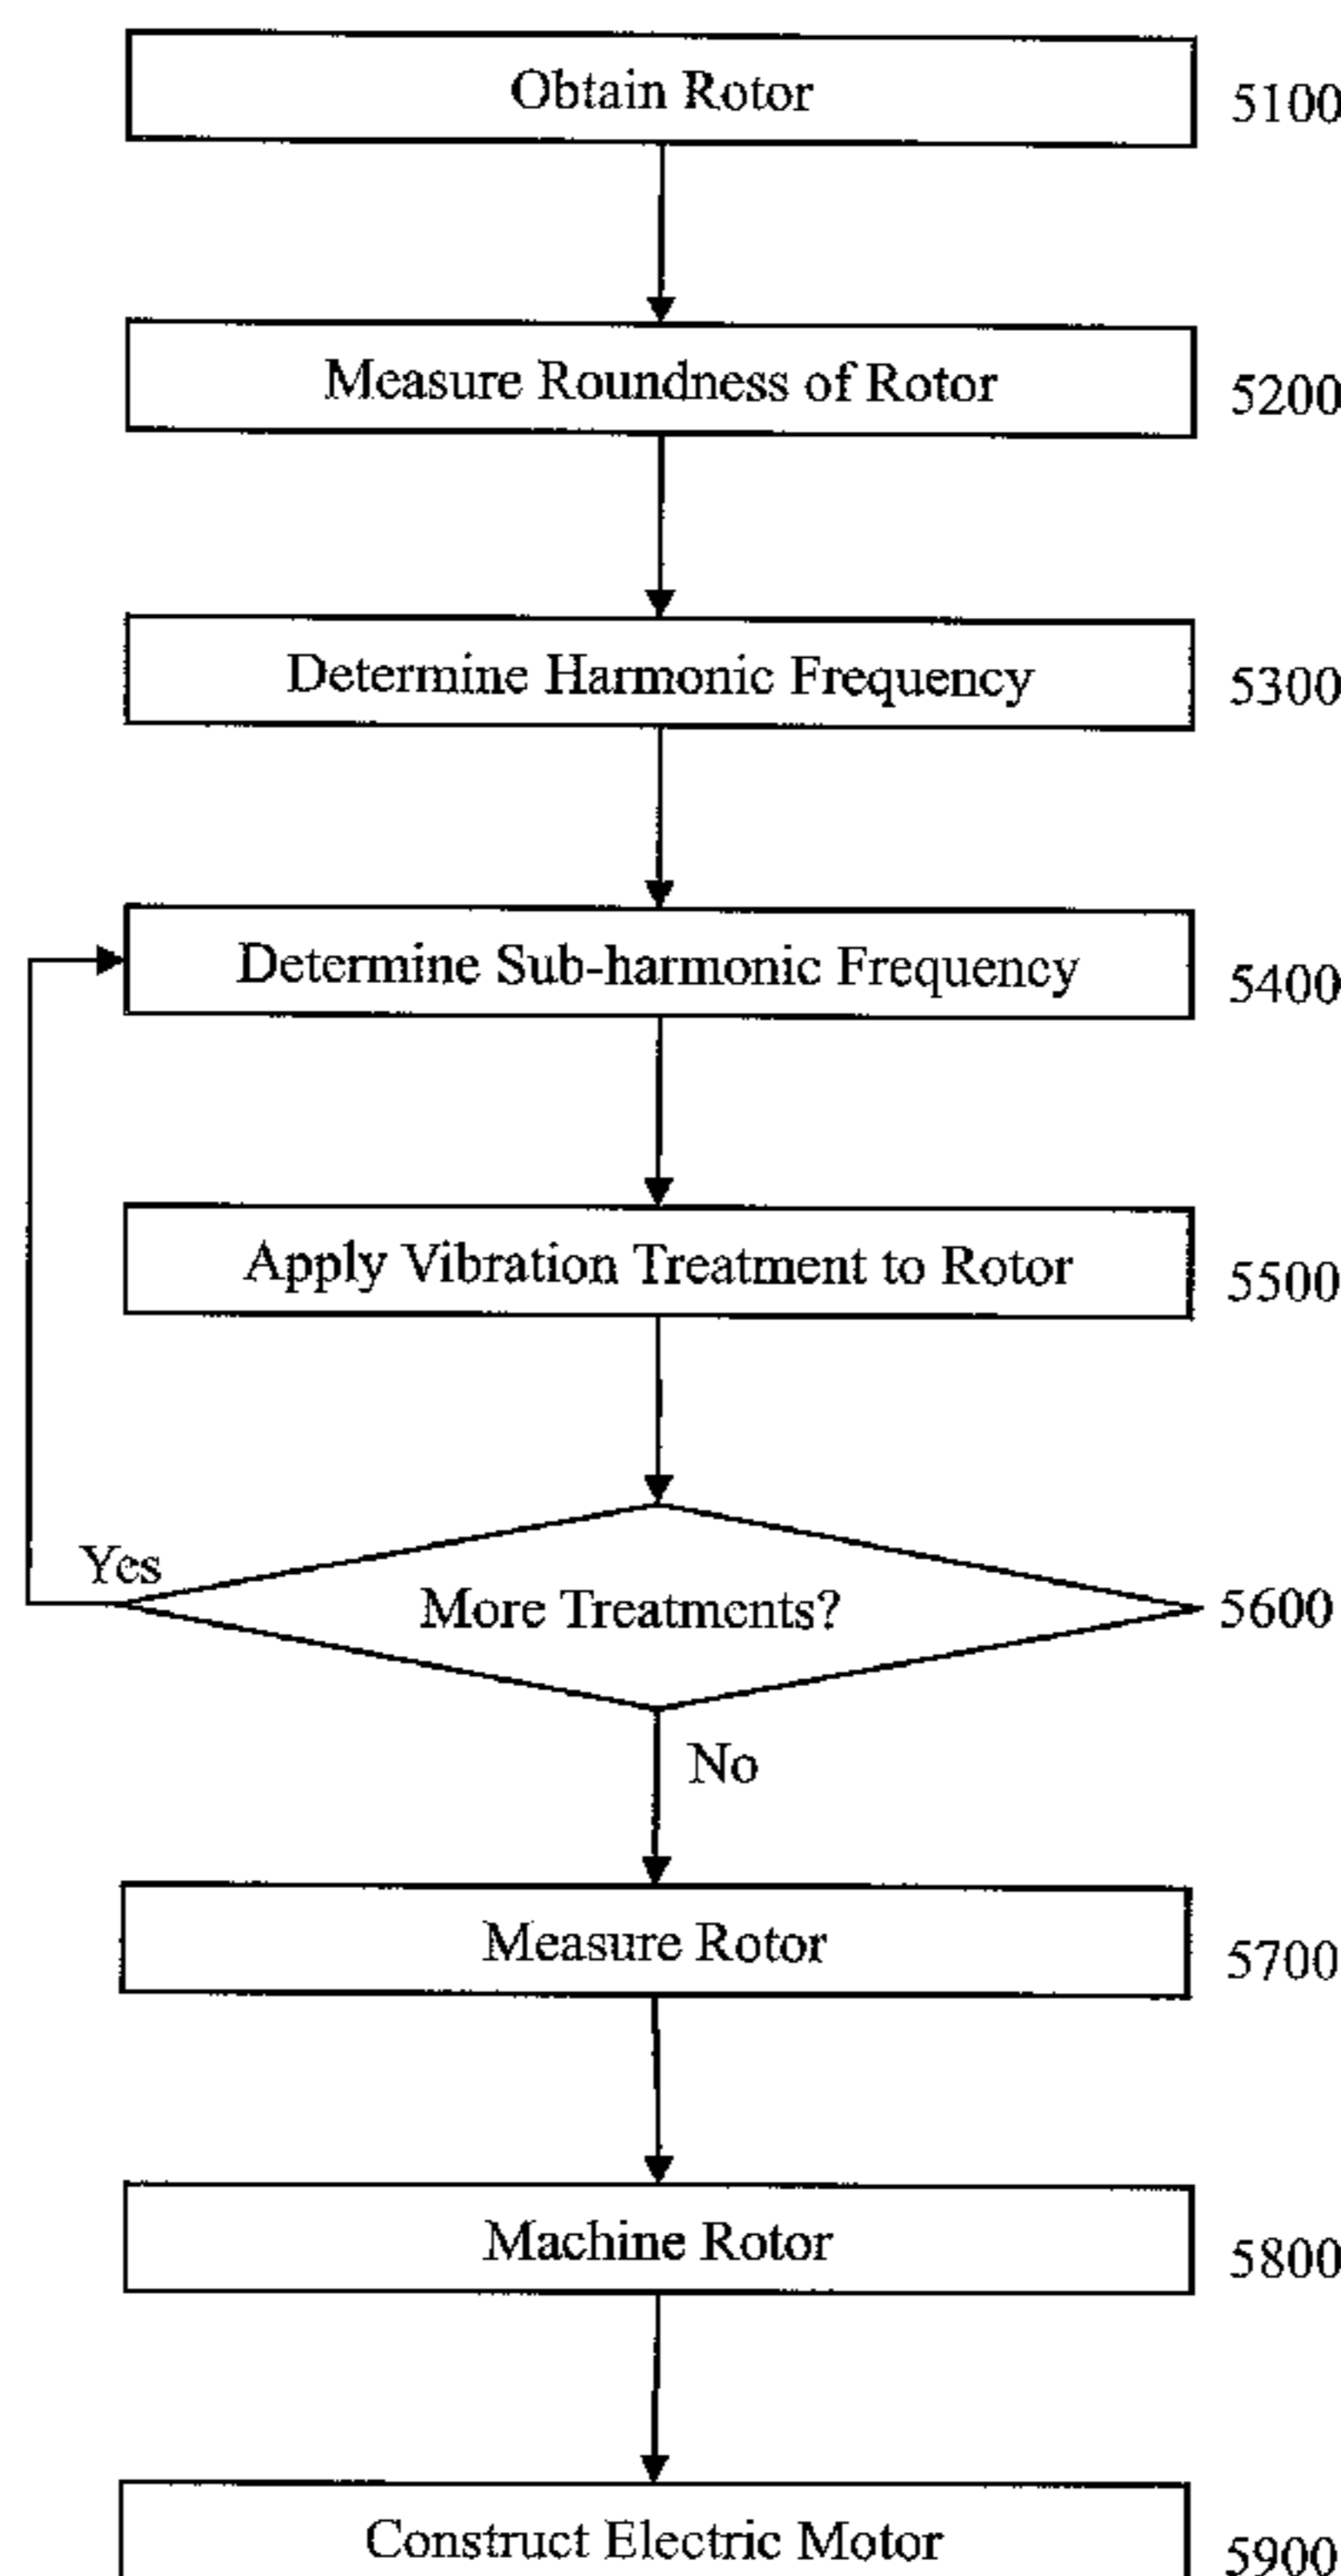 Obtain Rotor 5100
Measure Roundness of Rotor 5200
Determine Harmonic Frequency 5300
Determine Sub-harmonic Frequency 5400
Apply Vibration Treatment to Rotor 5500
Yes
More Treatments? 5600
No
Measure Rotor 5700
Machine Rotor 5800
Construct Electric Motor 5900